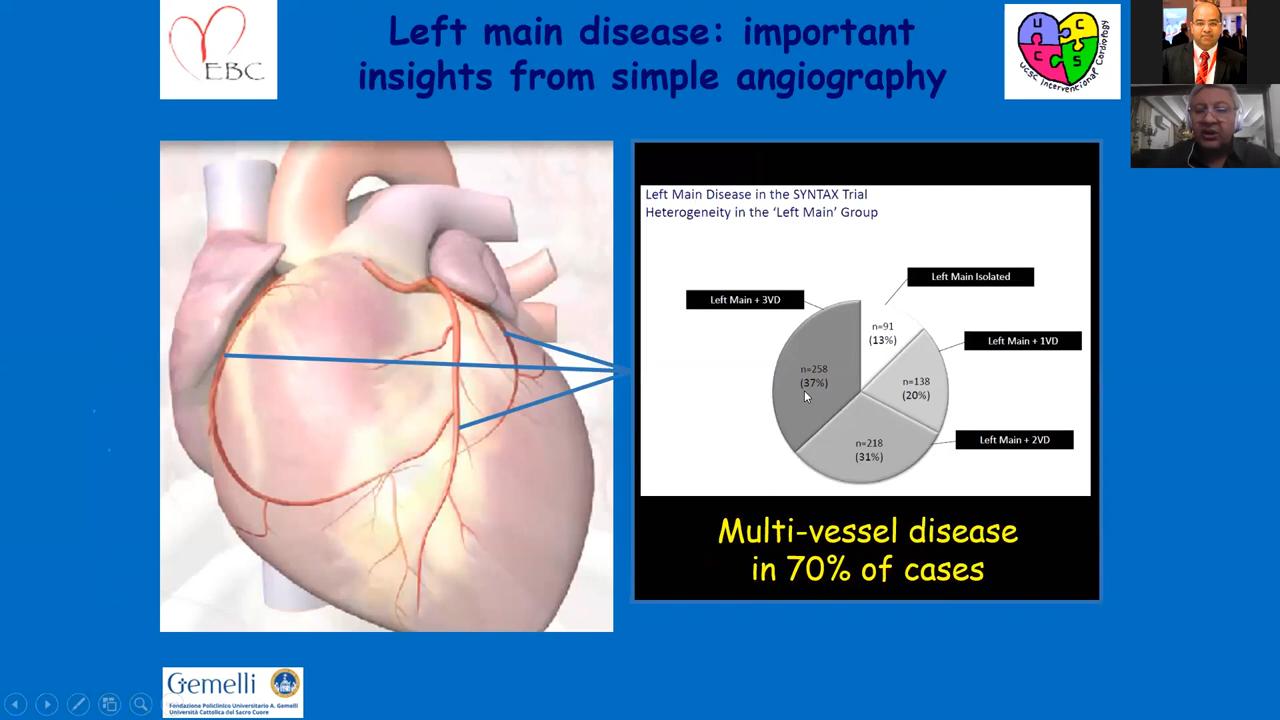 EBC
Left main disease: important
insights from simple angiography
U C
C S
UCSC Interventional Cardiology
Left Main Disease in the SYNTAX Trial
Heterogeneity in the 'Left Main' Group
Left Main Isolated
Left Main + 3VD
n=91
(13%)
Left Main + 1VD
n=258
(37%)
n=138
(20%)
Left Main + 2VD
n=218
(31%)
Multi-vessel disease
in 70% of cases
Gemelli
Fondazione Policlinico Universitario A. Gemelli
Università Cattolica del Sacro Cuore